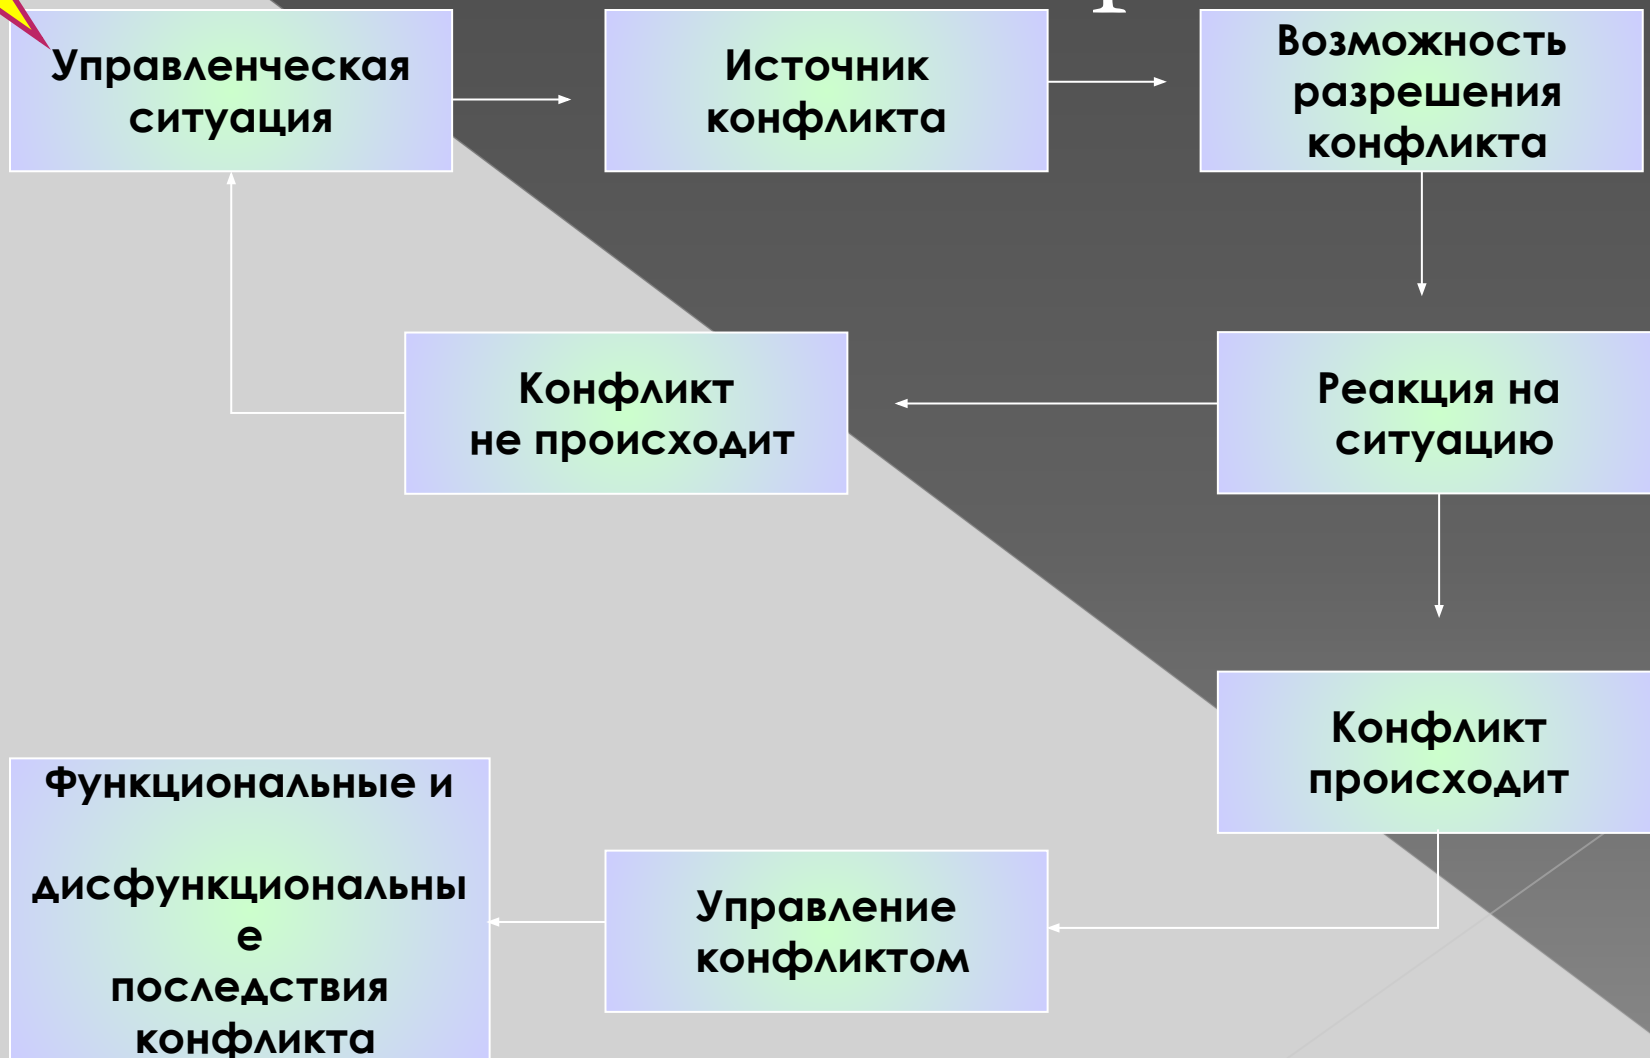 Управленческая
ситуация
Источник
конфликта
Возможность
разрешения
конфликта
Конфликт
не происходит
Реакция на
ситуацию
Конфликт
происходит
Функциональные и
дисфункциональны
е
последствия
конфликта
Управление
конфликтом